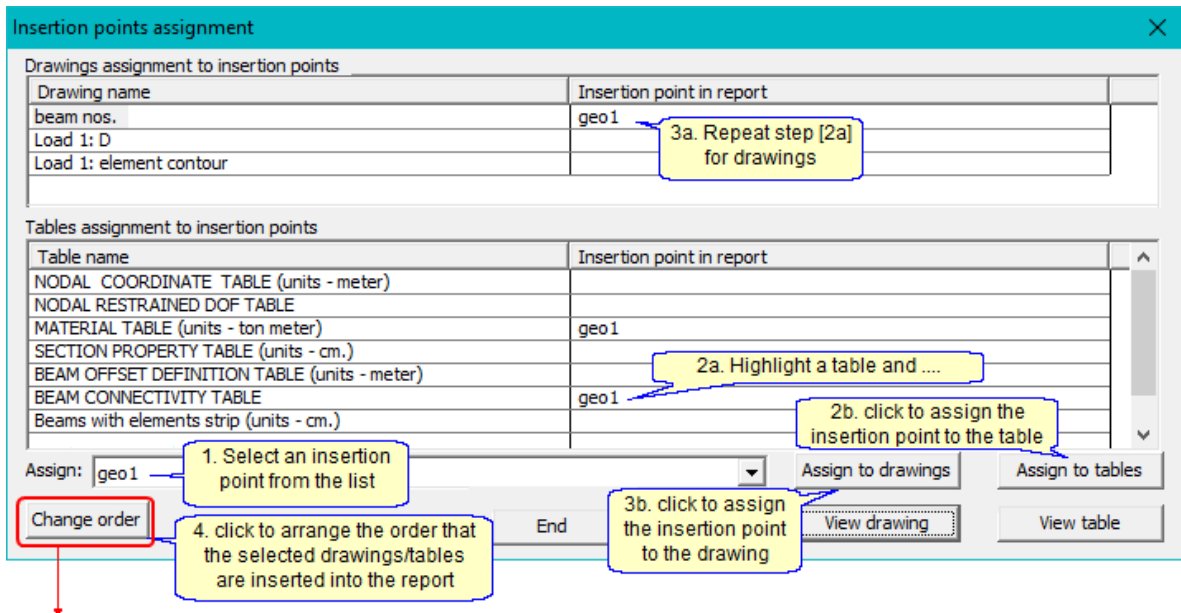 Insertion points assignment
Drawings assignment to insertion points
Drawing name Insertion point in report
beam nos. geo1
3a. Repeat step [2a]
for drawings
Load 1: D
Load 1: element contour
Tables assignment to insertion points
Table name Insertion point in report
NODAL COORDINATE TABLE (units - meter)
NODAL RESTRAINED DOF TABLE
MATERIAL TABLE (units - ton meter) geo1
SECTION PROPERTY TABLE (units - cm.)
BEAM OFFSET DEFINITION TABLE (units - meter)
2a. Highlight a table and ....
BEAM CONNECTIVITY TABLE geo1
Beams with elements strip (units - cm.)
2b. click to assign the
insertion point to the table
Assign: geo1
1. Select an insertion
point from the list
Assign to drawings Assign to tables
Change order
4. click to arrange the order that
the selected drawings/tables
are inserted into the report
End
3b. click to assign
the insertion point
to the drawing
View drawing View table